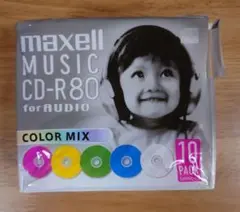 maxell
MUSIC
CD-R80
for AUDIO
COLOR MIX
10
PACK